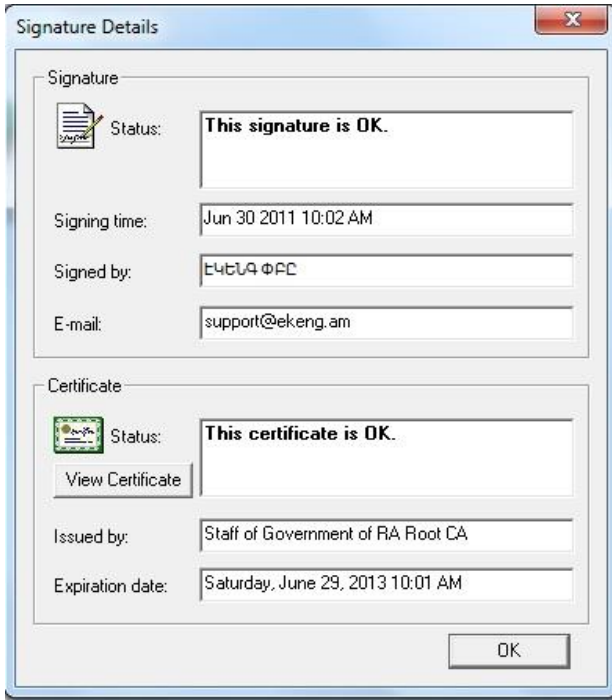 Signature Details
Signature
Status:
This signature is OK.
Signing time:
Jun 30 2011 10:02 AM
Signed by:
ԷԿԵՆԳ ՓԲԸ
E-mail:
support@ekeng.am
Certificate
Status:
This certificate is OK.
View Certificate
Issued by:
Staff of Government of RA Root CA
Expiration date:
Saturday, June 29, 2013 10:01 AM
OK